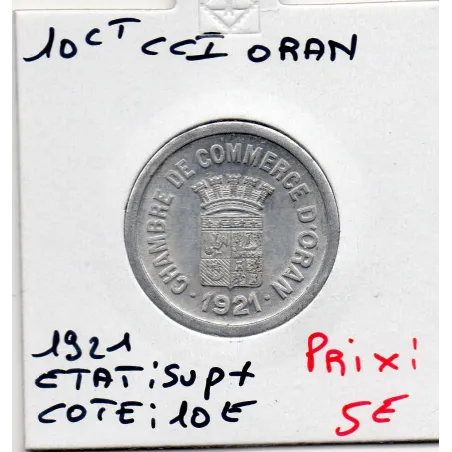 10CT CCI ORAN
CHAMBRE DE COMMERCE D'ORAN
· 1921 ·
1921
ETAT: SUP+
COTE: 10E
PRIX:
5E